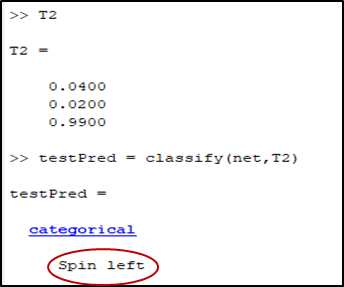 >> T2
T2 =
0.0400
0.0200
0.9900
>> testPred = classify(net,T2)
testPred =
categorical
Spin left